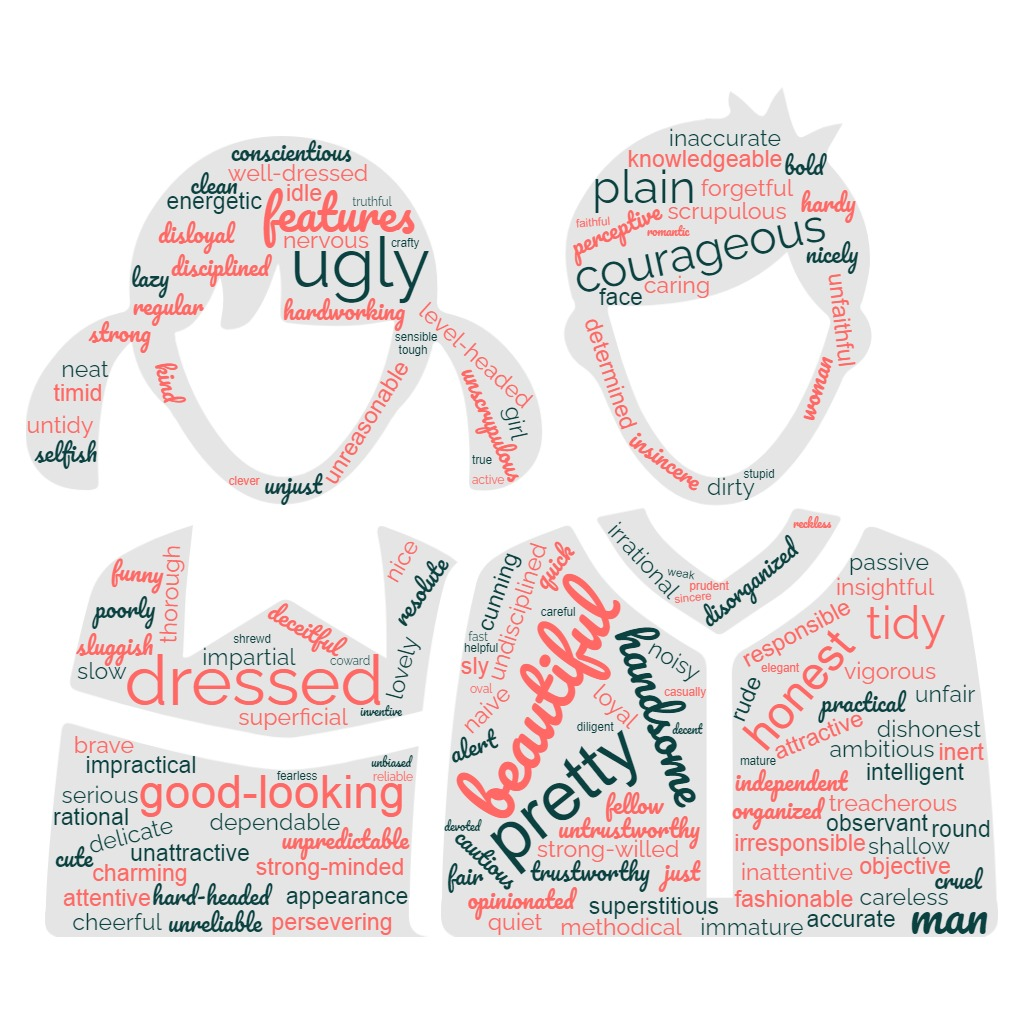 conscientious
well-dressed
clean
idle
energetic
truthful
features
disloyal
nervous
crafty
ugly
lazy
disciplined
regular
hardworking
level-headed
strong
sensible
tough
neat
kind
timid
unreasonable
unscrupulous
girl
untidy
selfish
true
active
clever
unjust
inaccurate
knowledgeable
bold
plain
forgetful
hardy
faithful
perceptive
scrupulous
romantic
courageous
nicely
face
caring
unfaithful
determined
woman
insincere
stupid
dirty
funny
thorough
nice
resolute
poorly
deceitful
sluggish
shrewd
impartial
coward
slow
dressed
lovely
superficial
inventive
brave
impractical
unbiased
fearless
reliable
serious
good-looking
rational
delicate
dependable
unpredictable
cute
unattractive
charming
strong-minded
attentive
hard-headed
appearance
cheerful
unreliable
persevering
reckless
irrational
weak
prudent
sincere
disorganized
cunning
undisciplined
quick
careful
fast
helpful
sly
beautiful
handsome
noisy
oval
naive
loyal
casually
alert
diligent
decent
pretty
fellow
devoted
cautious
untrustworthy
strong-willed
fair
trustworthy
just
opinionated
superstitious
quiet
methodical
immature
passive
insightful
responsible
tidy
honest
elegant
vigorous
rude
practical
unfair
attractive
dishonest
ambitious
inert
mature
intelligent
independent
organized
treacherous
observant
round
irresponsible
shallow
inattentive
objective
cruel
fashionable
careless
accurate
man